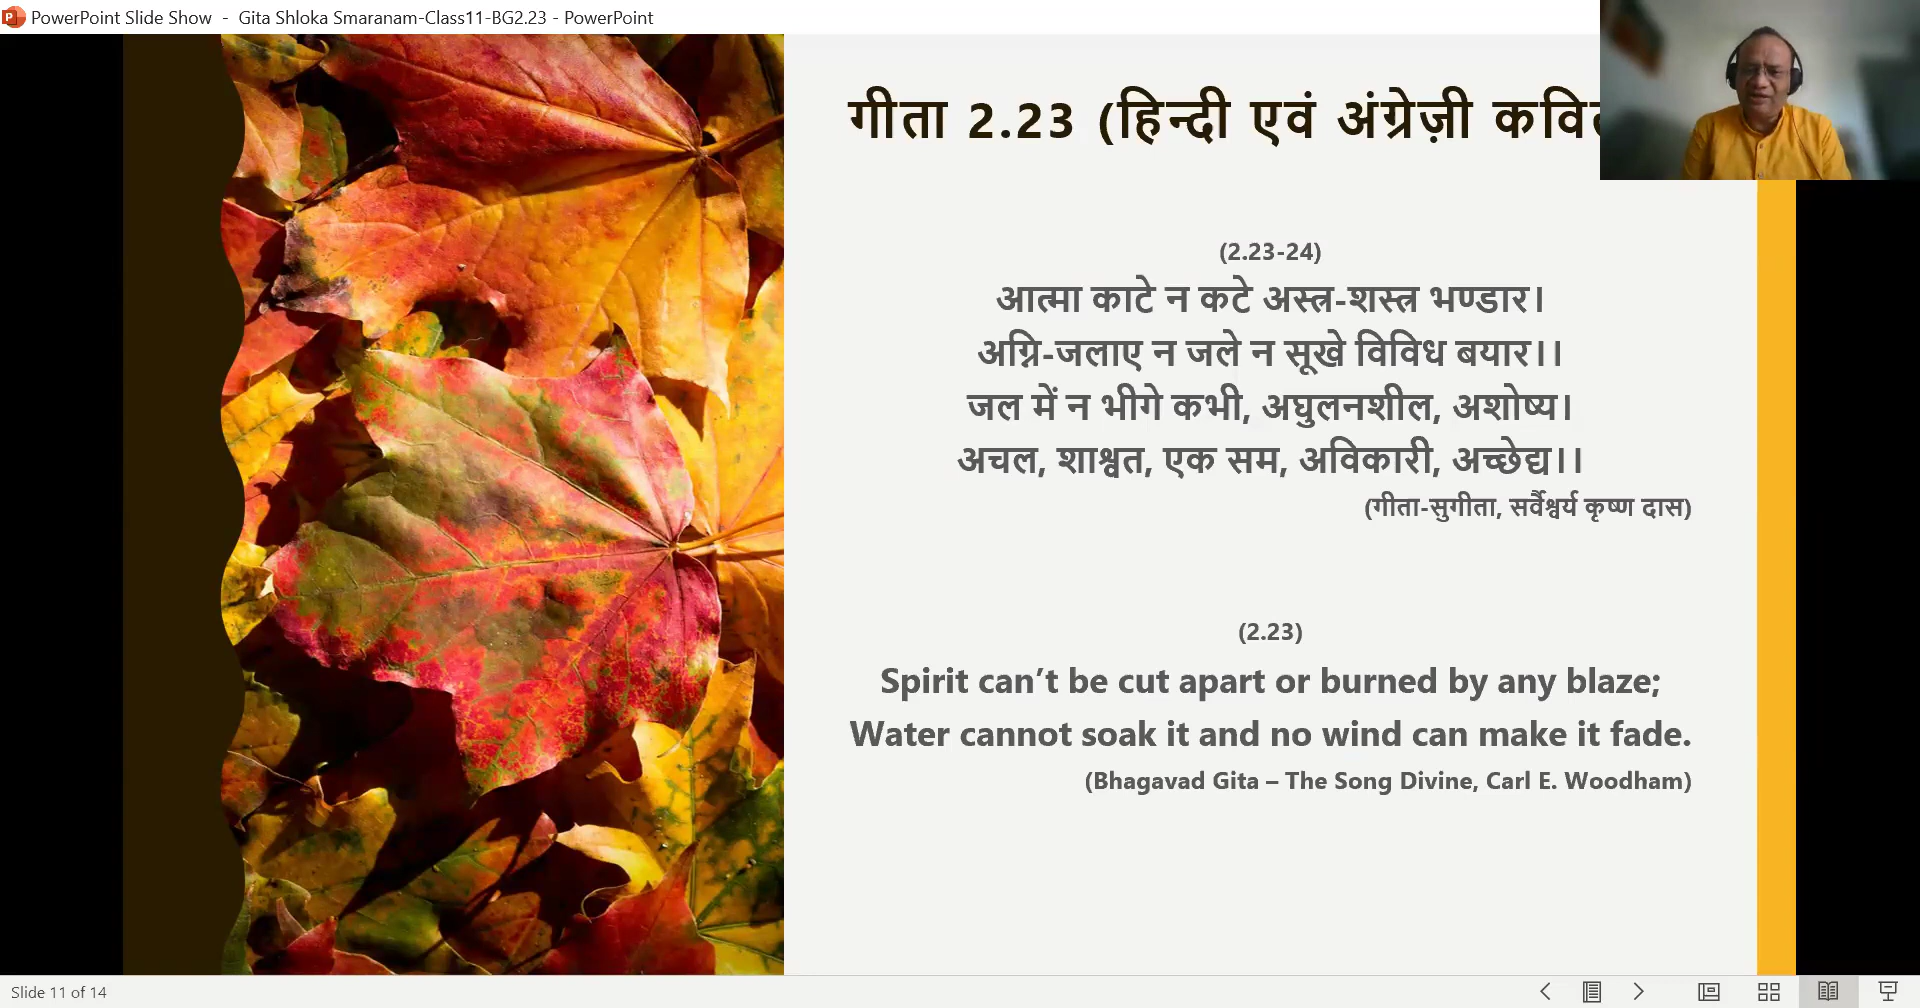 PowerPoint Slide Show - Gita Shloka Smaranam-Class11-BG2.23 - PowerPoint
गीता 2.23 (हिन्दी एवं अंग्रेज़ी
(2.23-24)
आत्मा काटे न कटे अस्त्र-शस्त्र भण्डार।
अग्नि-जलाए न जले न सूखे विविध बयार।।
जल में न भीगे कभी, अघुलनशील, अशोष्य।
अचल, शाश्वत, एक सम, अविकारी, अच्छेद्य।।
(गीता-सुगीता, सर्वैश्वर्य कृष्ण दास)
(2.23)
Spirit can’t be cut apart or burned by any blaze;
Water cannot soak it and no wind can make it fade.
(Bhagavad Gita – The Song Divine, Carl E. Woodham)
Slide 11 of 14